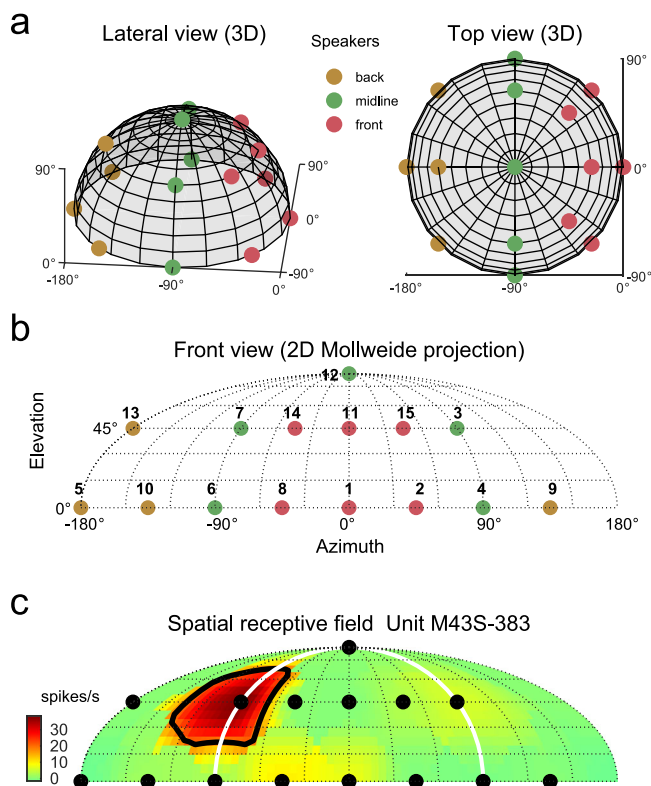 a
Lateral view (3D)
Speakers
back
midline
front
Top view (3D)
90°
0°
-180°
-90°
0°
90°
0°
-90°
90°
0°
-90°
-180°
-90°
0°
b
Front view (2D Mollweide projection)
Elevation
12
13
7
14
11
15
3
45°
5
10
6
8
1
2
4
9
0°
-180°
-90°
0°
90°
180°
Azimuth
c
Spatial receptive field Unit M43S-383
spikes/s
30
20
10
0